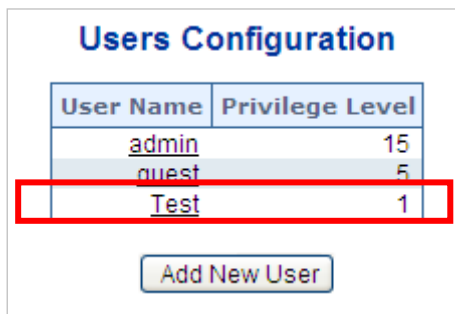 Users Configuration
User Name Privilege Level
admin 15
guest 5
Test 1
Add New User